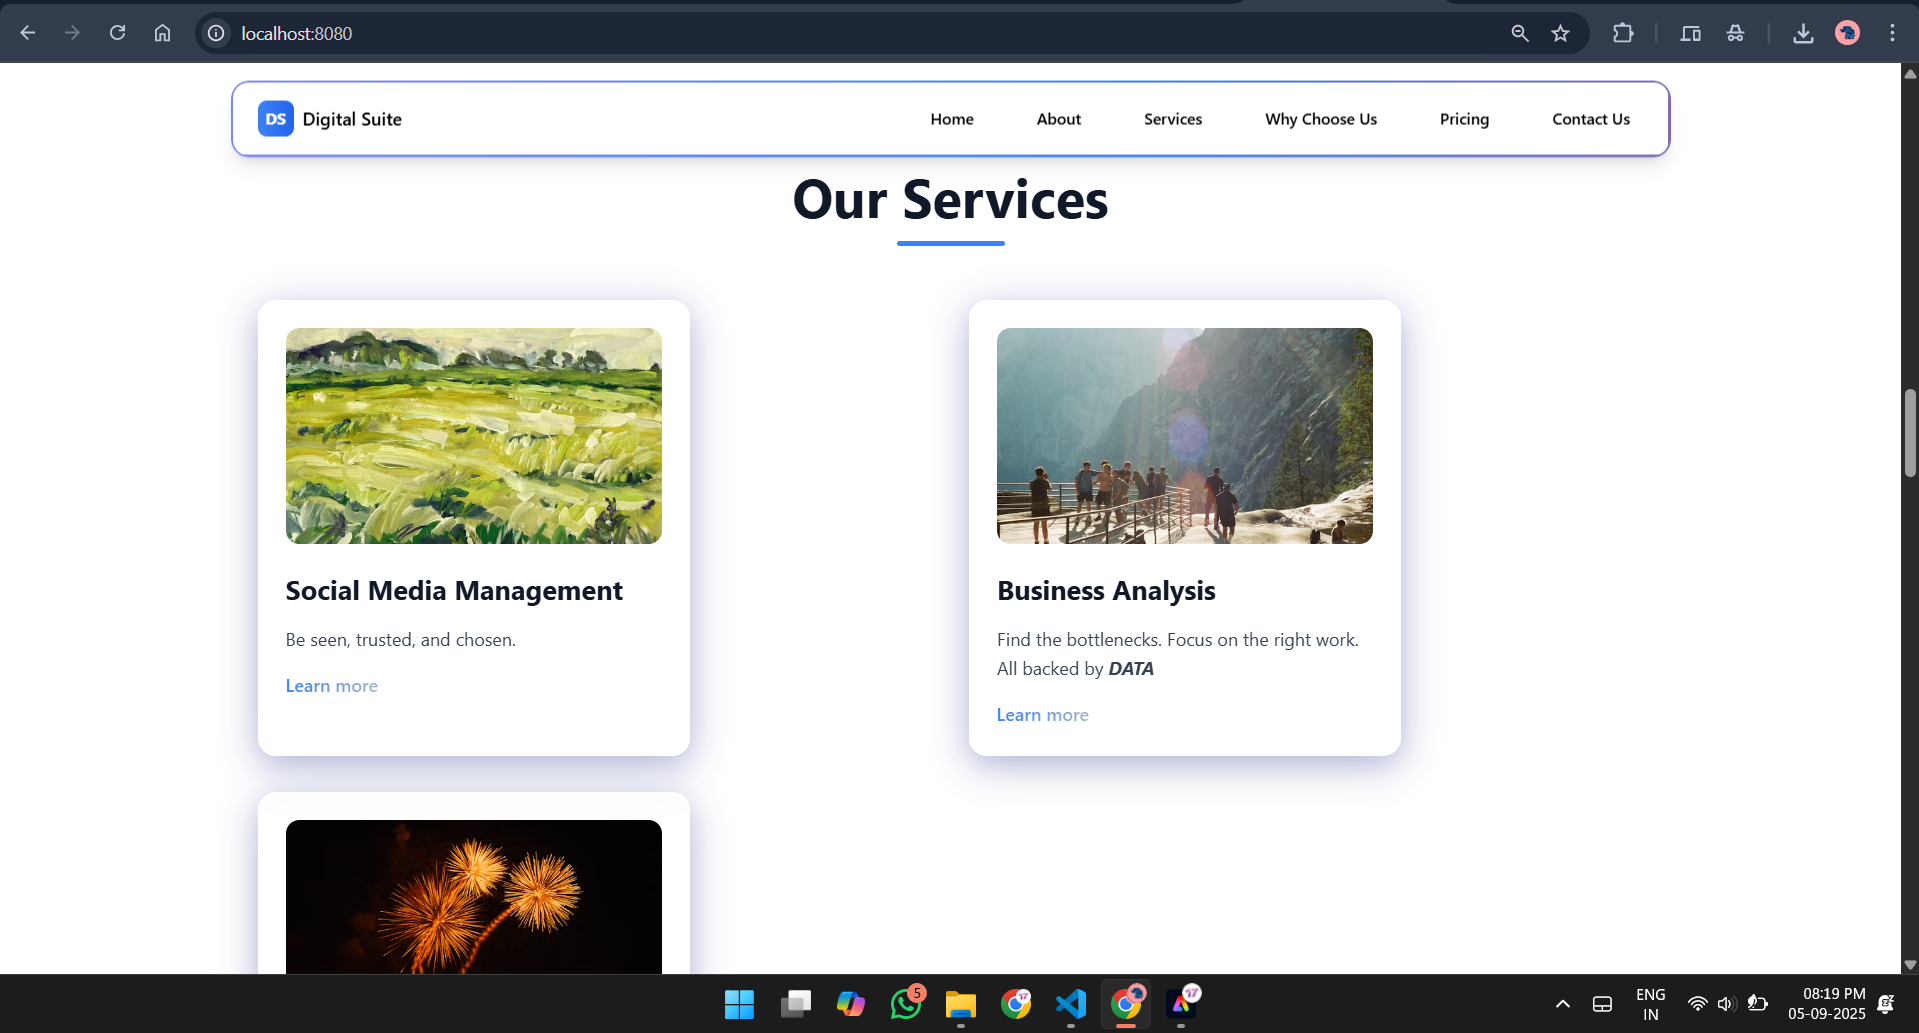 localhost:8080
DS Digital Suite Home About Services Why Choose Us Pricing Contact Us
Our Services
Social Media Management
Be seen, trusted, and chosen.
Learn more
Business Analysis
Find the bottlenecks. Focus on the right work.
All backed by DATA
Learn more
5
17
17
ENG
IN
08:19 PM
05-09-2025